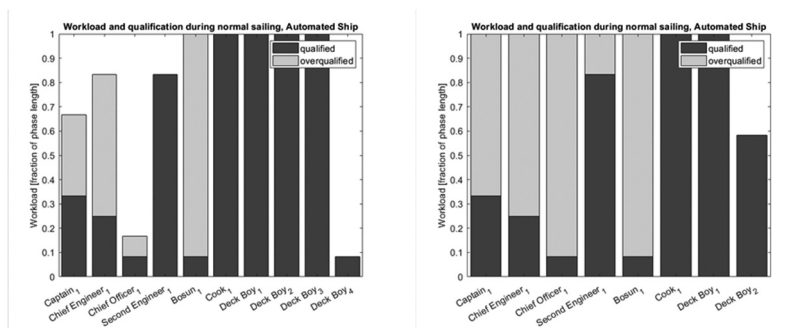 Workload and qualification during normal sailing, Automated Ship
qualified
overqualified
Workload [fraction of phase length]
1
0.9
0.8
0.7
0.6
0.5
0.4
0.3
0.2
0.1
0
Captain1
Chief Engineer1
Chief Officer1
Second Engineer1
Bosun1
Cook1
Deck Boy1
Deck Boy2
Deck Boy3
Deck Boy4
Workload and qualification during normal sailing, Automated Ship
qualified
overqualified
Workload [fraction of phase length]
1
0.9
0.8
0.7
0.6
0.5
0.4
0.3
0.2
0.1
0
Captain1
Chief Engineer1
Chief Officer1
Second Engineer1
Bosun1
Cook1
Deck Boy1
Deck Boy2